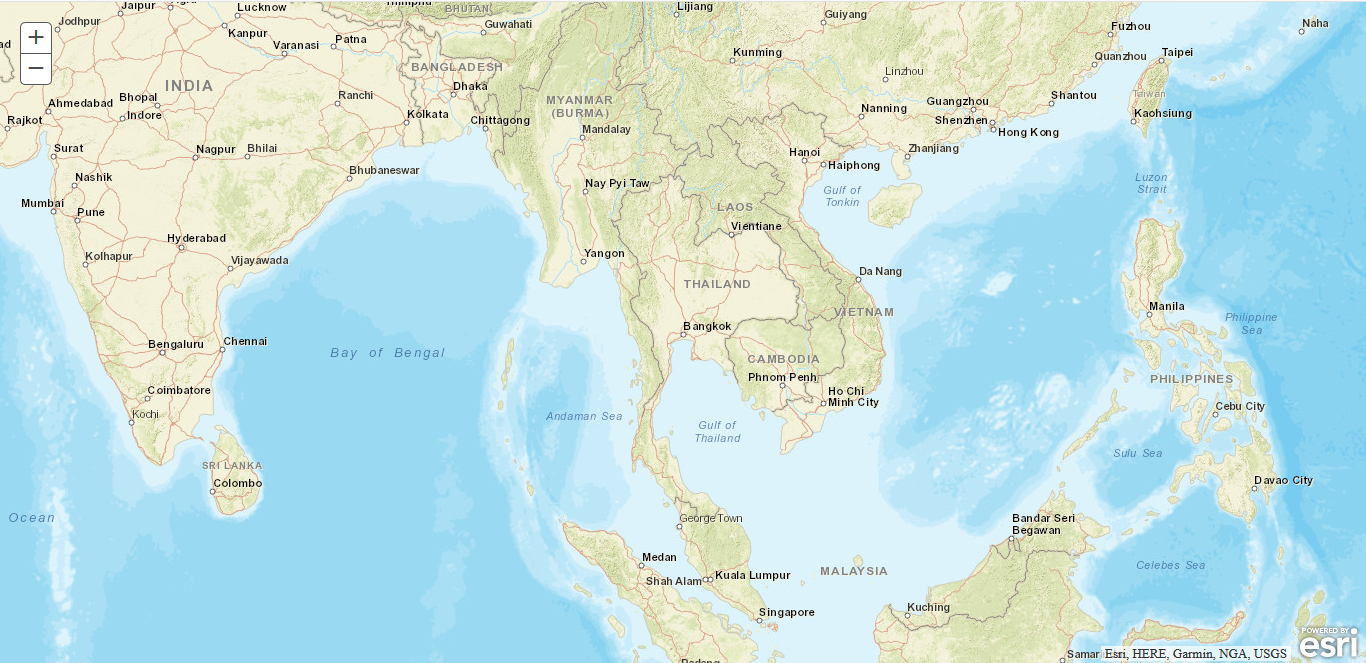 Jaipur
Lucknow
BHUTAN
Lijiang
Guiyang
Fuzhou
Naha
Jodhpur
Guwahati
Kanpur
Varanasi
Patna
Kunming
Quanzhou
Taipei
+
−
BANGLADESH
Linzhou
INDIA
Dhaka
Ranchi
MYANMAR
(BURMA)
Taiwan
Shantou
Ahmedabad
Bhopal
Indore
Kolkata
Chittagong
Nanning
Guangzhou
Shenzhen
Kaohsiung
Rajkot
Mandalay
Hong Kong
Surat
Nagpur
Bhilai
Hanoi
Haiphong
Zhanjiang
Nashik
Bhubaneswar
Nay Pyi Taw
Gulf of
Tonkin
Luzon
Strait
Mumbai
Pune
LAOS
Vientiane
Hyderabad
Kolhapur
Vijayawada
Yangon
Da Nang
THAILAND
Manila
VIETNAM
Philippine
Sea
Bangkok
Bengaluru
Chennai
Bay of Bengal
CAMBODIA
Phnom Penh
PHILIPPINES
Coimbatore
Ho Chi
Minh City
Kochi
Andaman Sea
Gulf of
Thailand
Cebu City
Sulu Sea
SRI LANKA
Colombo
Davao City
Ocean
George Town
Bandar Seri
Begawan
Medan
Shah Alam
Kuala Lumpur
MALAYSIA
Celebes Sea
Singapore
Kuching
POWERED BY
esri
Esri, HERE, Garmin, NGA, USGS